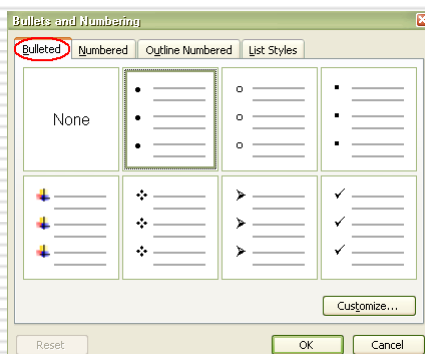 Bullets and Numbering
Bulleted Numbered Outline Numbered List Styles
None
Customize...
Reset OK Cancel